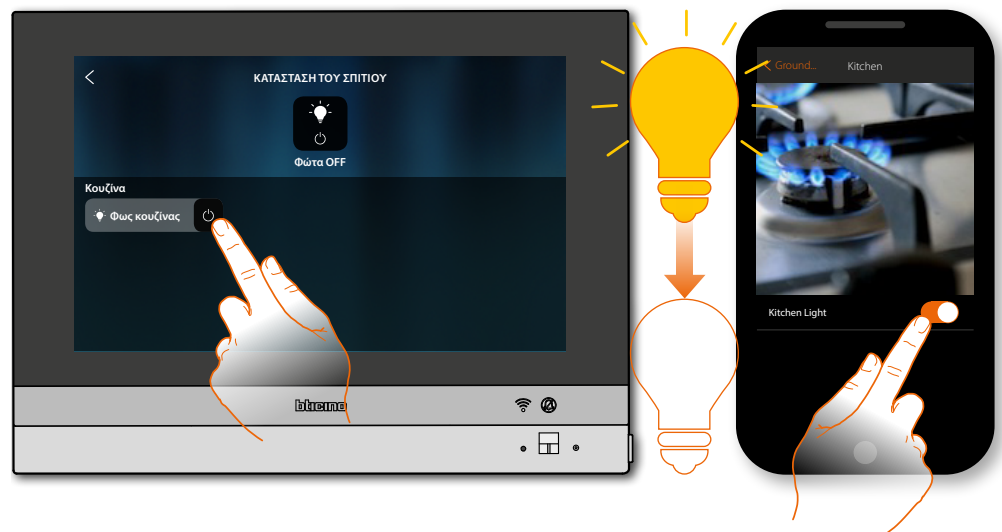 ΚΑΤΑΣΤΑΣΗ ΤΟΥ ΣΠΙΤΙΟΥ
Φώτα OFF
Κουζίνα
Φως κουζίνας
bticino
Ground...
Kitchen
Kitchen Light